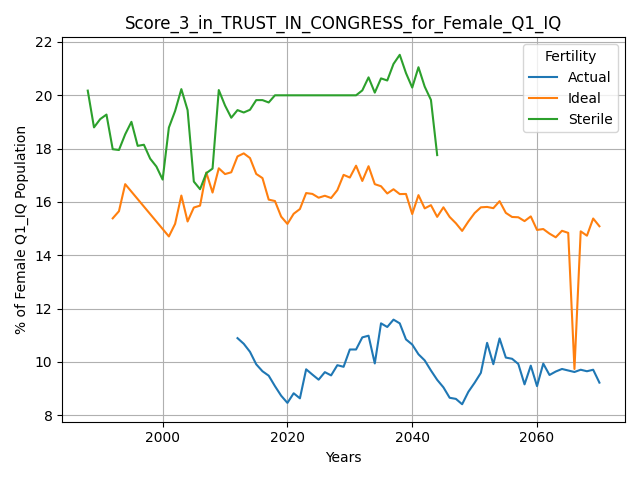 Score_3_in_TRUST_IN_CONGRESS_for_Female_Q1_IQ
22
20
18
16
14
12
10
8
% of Female Q1_IQ Population
Fertility
Actual
Ideal
Sterile
2000
2020
2040
2060
Years